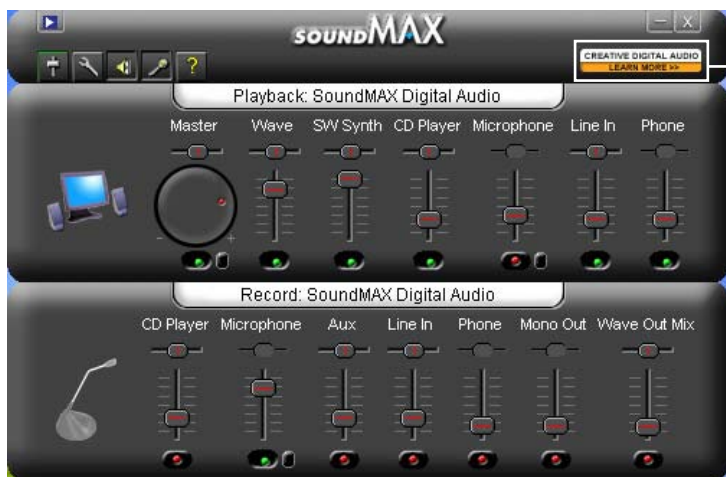 SOUNDMAX
CREATIVE DIGITAL AUDIO
LEARN MORE >>
?
Playback: SoundMAX Digital Audio
Master Wave SW Synth CD Player Microphone Line In Phone
- +
Record: SoundMAX Digital Audio
CD Player Microphone Aux Line In Phone Mono Out Wave Out Mix